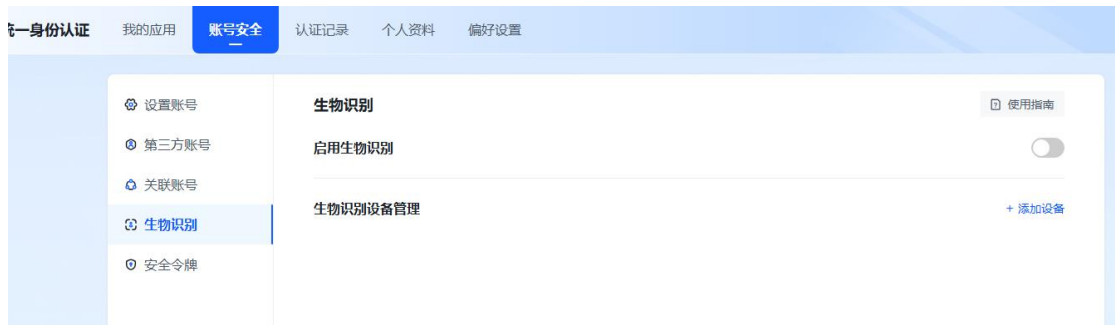 一身份认证 我的应用 账号安全 认证记录 个人资料 偏好设置
设置账号
第三方账号
关联账号
生物识别
安全令牌
生物识别 使用指南
启用生物识别
生物识别设备管理 + 添加设备